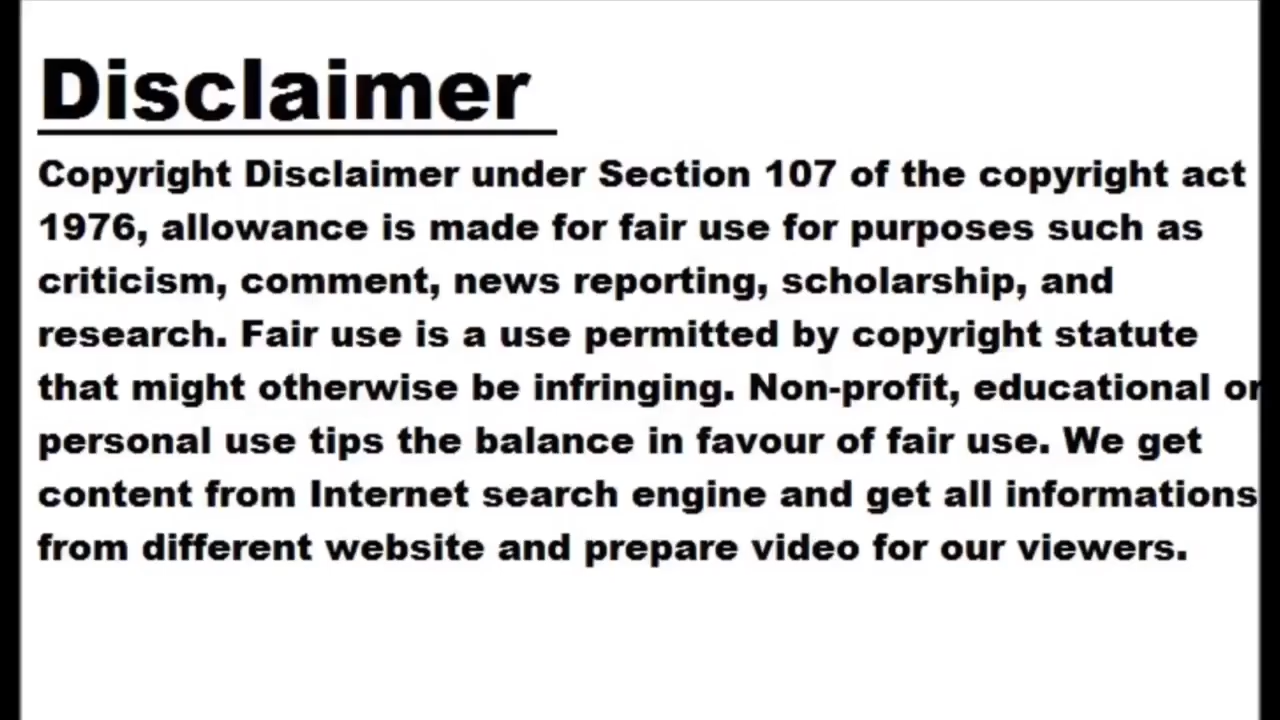 Disclaimer
Copyright Disclaimer under Section 107 of the copyright act
1976, allowance is made for fair use for purposes such as
criticism, comment, news reporting, scholarship, and
research. Fair use is a use permitted by copyright statute
that might otherwise be infringing. Non-profit, educational or
personal use tips the balance in favour of fair use. We get
content from Internet search engine and get all informations
from different website and prepare video for our viewers.